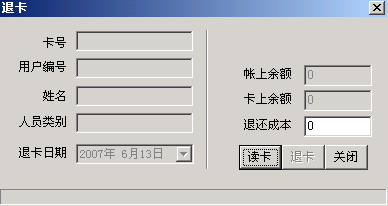 退卡
卡号
用户编号
姓名
人员类别
退卡日期 2007年 6月13日
帐上余额 0
卡上余额 0
退还成本 0
读卡 退卡 关闭